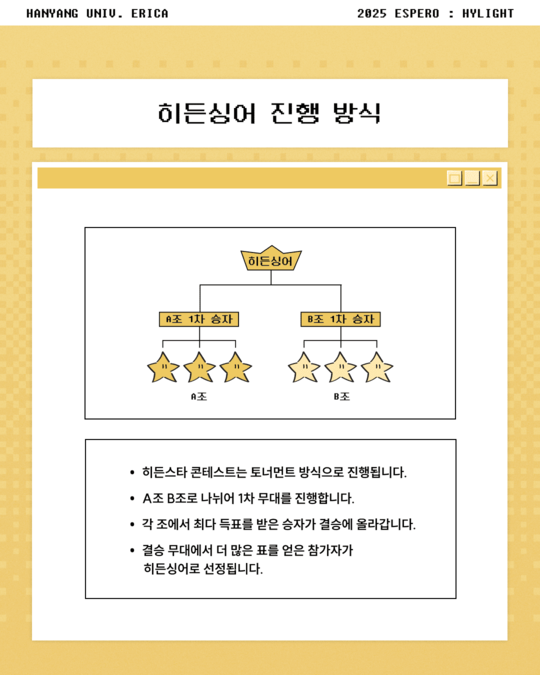 HANYANG UNIV. ERICA
2025 ESPERO : HYLIGHT
히든싱어 진행 방식
히든싱어
A조 1차 승자
B조 1차 승자
A조
B조
• 히든스타 콘테스트는 토너먼트 방식으로 진행됩니다.
• A조 B조로 나뉘어 1차 무대를 진행합니다.
• 각 조에서 최다 득표를 받은 승자가 결승에 올라갑니다.
• 결승 무대에서 더 많은 표를 얻은 참가자가
히든싱어로 선정됩니다.